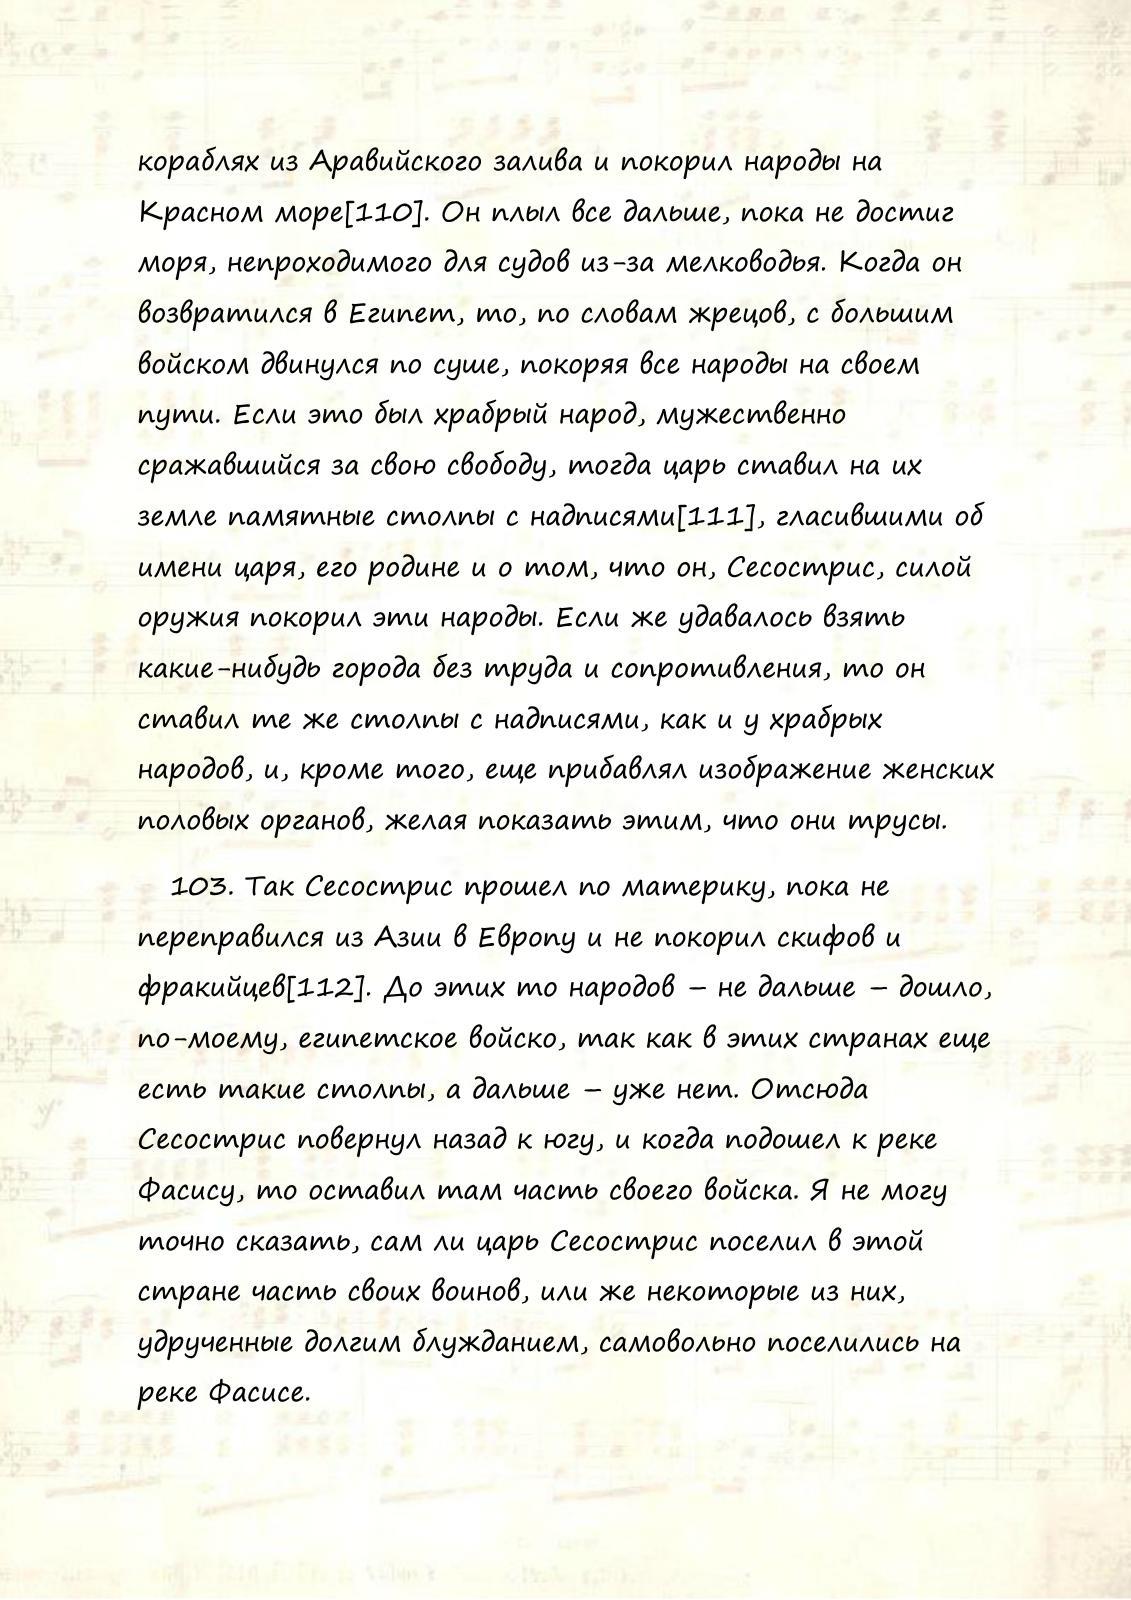 кораблях из Аравийского залива и покорил народы на
Красном море[110]. Он плыл все дальше, пока не достиг
моря, непроходимого для судов из-за мелководья. Когда он
возвратился в Египет, то, по словам жрецов, с большим
войском двинулся по суше, покоряя все народы на своем
пути. Если это был храбрый народ, мужественно
сражавшийся за свою свободу, тогда царь ставил на их
земле памятные столпы с надписями[111], гласившими об
имени царя, его родине и о том, что он, Сесострис, силой
оружия покорил эти народы. Если же удавалось взять
какие-нибудь города без труда и сопротивления, то он
ставил те же столпы с надписями, как и у храбрых
народов, и, кроме того, еще прибавлял изображение женских
половых органов, желая показать этим, что они трусы.
103. Так Сесострис прошел по материку, пока не
переправился из Азии в Европу и не покорил скифов и
фракийцев[112]. До этих то народов – не дальше – дошло,
по-моему, египетское войско, так как в этих странах еще
есть такие столпы, а дальше – уже нет. Отсюда
Сесострис повернул назад к югу, и когда подошел к реке
Фасису, то оставил там часть своего войска. Я не могу
точно сказать, сам ли царь Сесострис поселил в этой
стране часть своих воинов, или же некоторые из них,
удрученные долгим блужданием, самовольно поселились на
реке Фасисе.